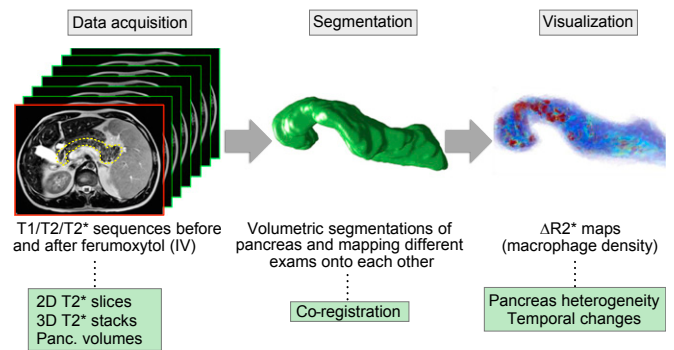 Data acquisition
Segmentation
Visualization
T1/T2/T2* sequences before
and after ferumoxytol (IV)
Volumetric segmentations of
pancreas and mapping different
exams onto each other
ΔR2* maps
(macrophage density)
2D T2* slices
3D T2* stacks
Panc. volumes
Co-registration
Pancreas heterogeneity
Temporal changes